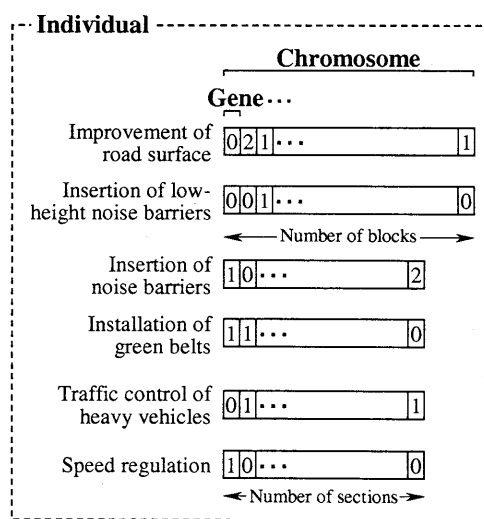 Individual
Chromosome
Gene...
Improvement of
road surface
0 2 1 ... 1
Insertion of low-
height noise barriers
0 0 1 ... 0
Number of blocks
Insertion of
noise barriers
1 0 ... 2
Installation of
green belts
1 1 ... 0
Traffic control of
heavy vehicles
0 1 ... 1
Speed regulation
1 0 ... 0
Number of sections